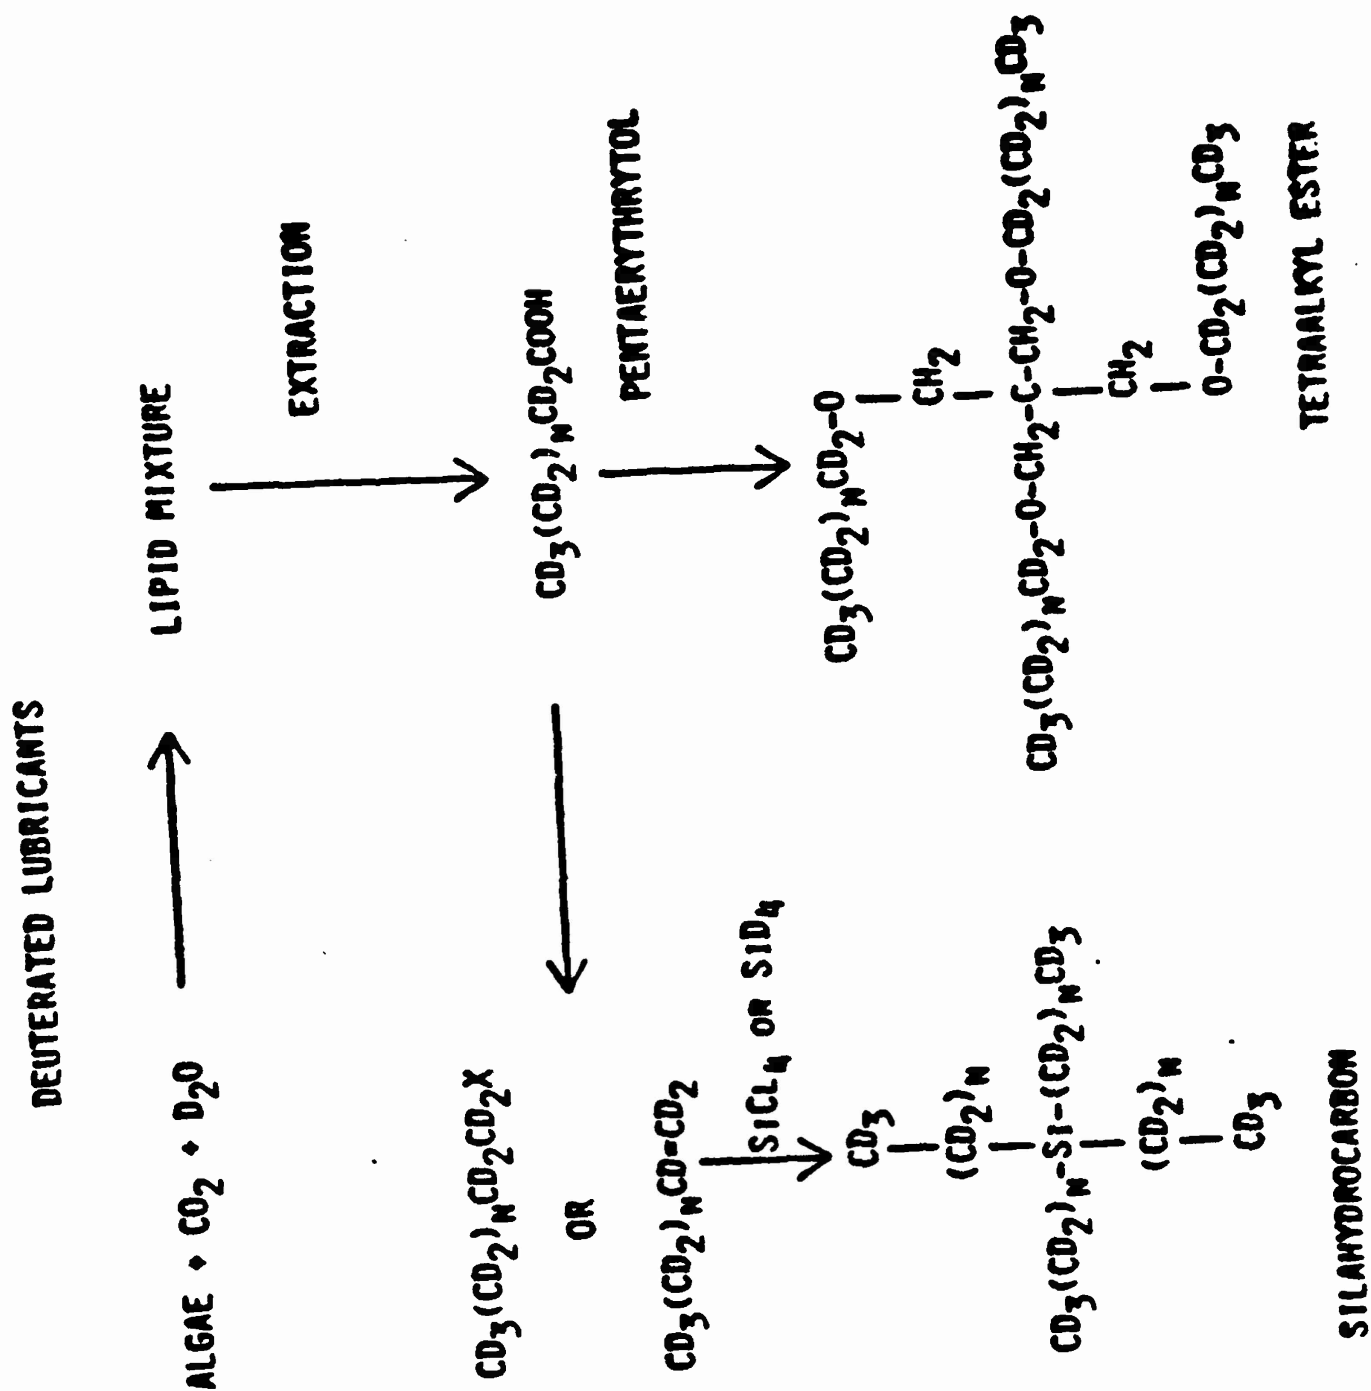 DEUTERATED LUBRICANTS
ALGAE + CO2 + D2O
LIPID MIXTURE
EXTRACTION
CD3(CD2)NCD2CD2X
OR
CD3(CD2)NCD=CD2
CD3(CD2)NCD2COOH
PENTAERYTHRYTOL
SICL4 OR SID4
CD3
(CD2)N
CD3(CD2)N-SI-(CD2)NCD3
(CD2)N
CD3
SILAHYDROCARBON
CD3(CD2)NCD2-O
CH2
CD3(CD2)NCD2-O-CH2-C-CH2-O-CD2(CD2)NCD3
CH2
O-CD2(CD2)NCD3
TETRAALKYL ESTER